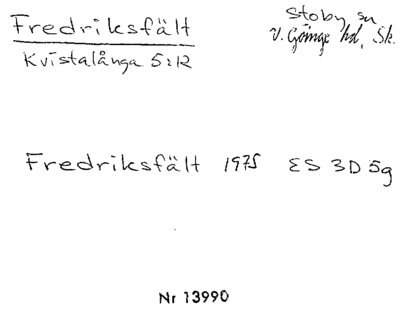 Fredriksfält
Kvistalånga 5:12
Stoby sn
V. Göinge hd, Sk.
Fredriksfält 1975 ES 3D 5g
Nr 13990